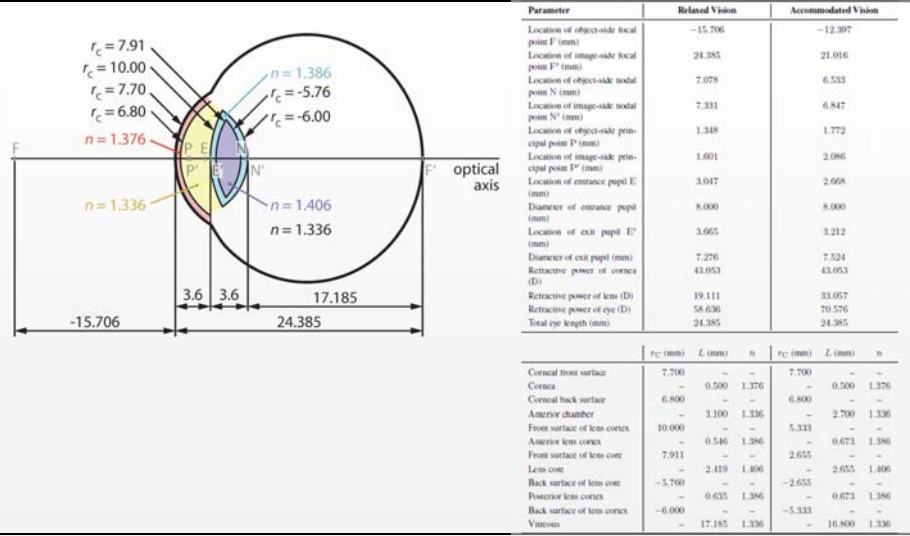 r_c = 7.91
r_c = 10.00
r_c = 7.70
r_c = 6.80
n = 1.376
n = 1.386
r_c = -5.76
r_c = -6.00
F
P E N
P' E' N'
F'
optical
axis
n = 1.336
n = 1.406
n = 1.336
3.6 3.6 17.185
-15.706 24.385
Parameter Relaxed Vision Accommodated Vision
Location of object-side focal −15.706 −12.397
point F (mm)
Location of image-side focal 24.385 21.016
point F' (mm)
Location of object-side nodal 7.078 6.533
point N (mm)
Location of image-side nodal 7.331 6.847
point N' (mm)
Location of object-side prin- 1.348 1.772
cipal point P (mm)
Location of image-side prin- 1.601 2.086
cipal point P' (mm)
Location of entrance pupil E 3.047 2.668
(mm)
Diameter of entrance pupil 8.000 8.000
(mm)
Location of exit pupil E' 3.665 3.212
(mm)
Diameter of exit pupil (mm) 7.276 7.524
Refractive power of cornea 43.053 43.053
(D)
Refractive power of lens (D) 19.111 33.057
Refractive power of eye (D) 58.636 70.576
Total eye length (mm) 24.385 24.385
r_C (mm) L (mm) n r_C (mm) L (mm) n
Corneal front surface 7.700 – – 7.700 – –
Cornea – 0.500 1.376 – 0.500 1.376
Corneal back surface 6.800 – – 6.800 – –
Anterior chamber – 3.100 1.336 – 2.700 1.336
Front surface of lens cortex 10.000 – – 5.333 – –
Anterior lens cortex – 0.546 1.386 – 0.673 1.386
Front surface of lens core 7.911 – – 2.655 – –
Lens core – 2.419 1.406 – 2.655 1.406
Back surface of lens core −5.760 – – −2.655 – –
Posterior lens cortex – 0.635 1.386 – 0.673 1.386
Back surface of lens cortex −6.000 – – −5.333 – –
Vitreous – 17.185 1.336 – 16.800 1.336